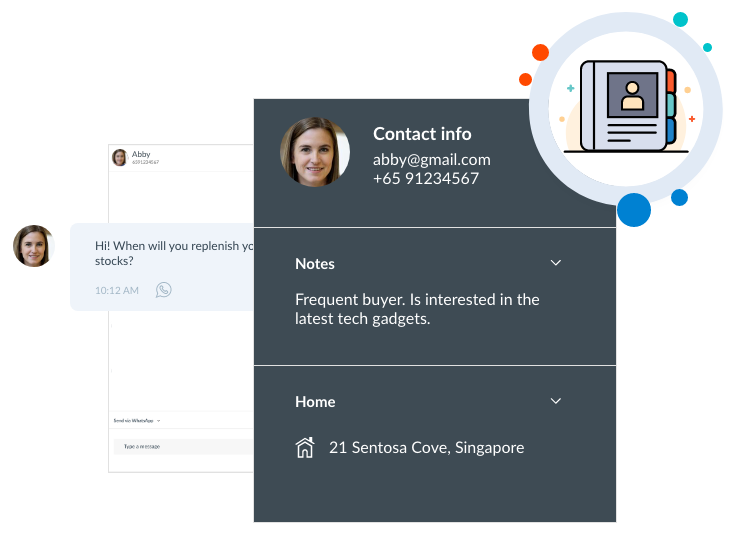 Abby
6591234567
Hi! When will you replenish yo
stocks?
10:12 AM
Send via WhatsApp
Type a message
Contact info
abby@gmail.com
+65 91234567
Notes
Frequent buyer. Is interested in the
latest tech gadgets.
Home
21 Sentosa Cove, Singapore